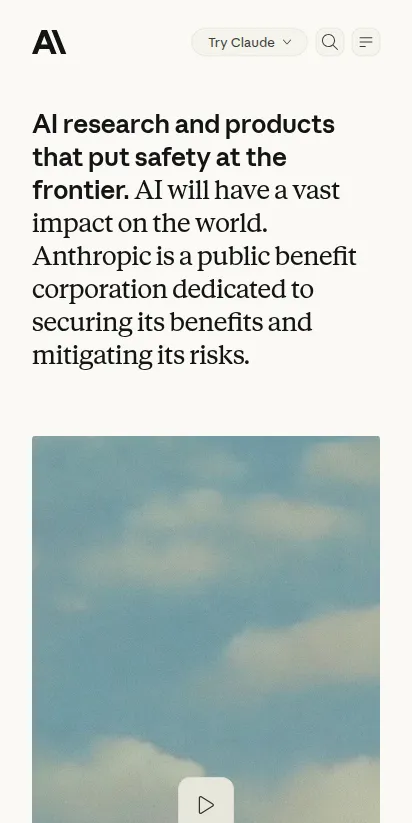 Try Claude
AI research and products
that put safety at the
frontier. AI will have a vast
impact on the world.
Anthropic is a public benefit
corporation dedicated to
securing its benefits and
mitigating its risks.